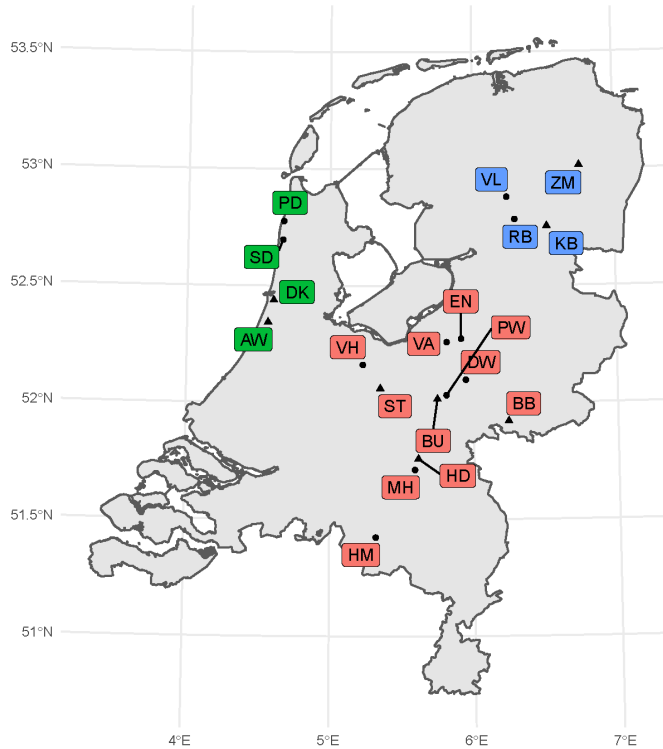 53.5°N
53°N
VL
ZM
PD
RB
KB
SD
52.5°N
DK
EN
PW
AW
VH
VA
DW
52°N
ST
BB
BU
HD
MH
51.5°N
HM
51°N
4°E
5°E
6°E
7°E